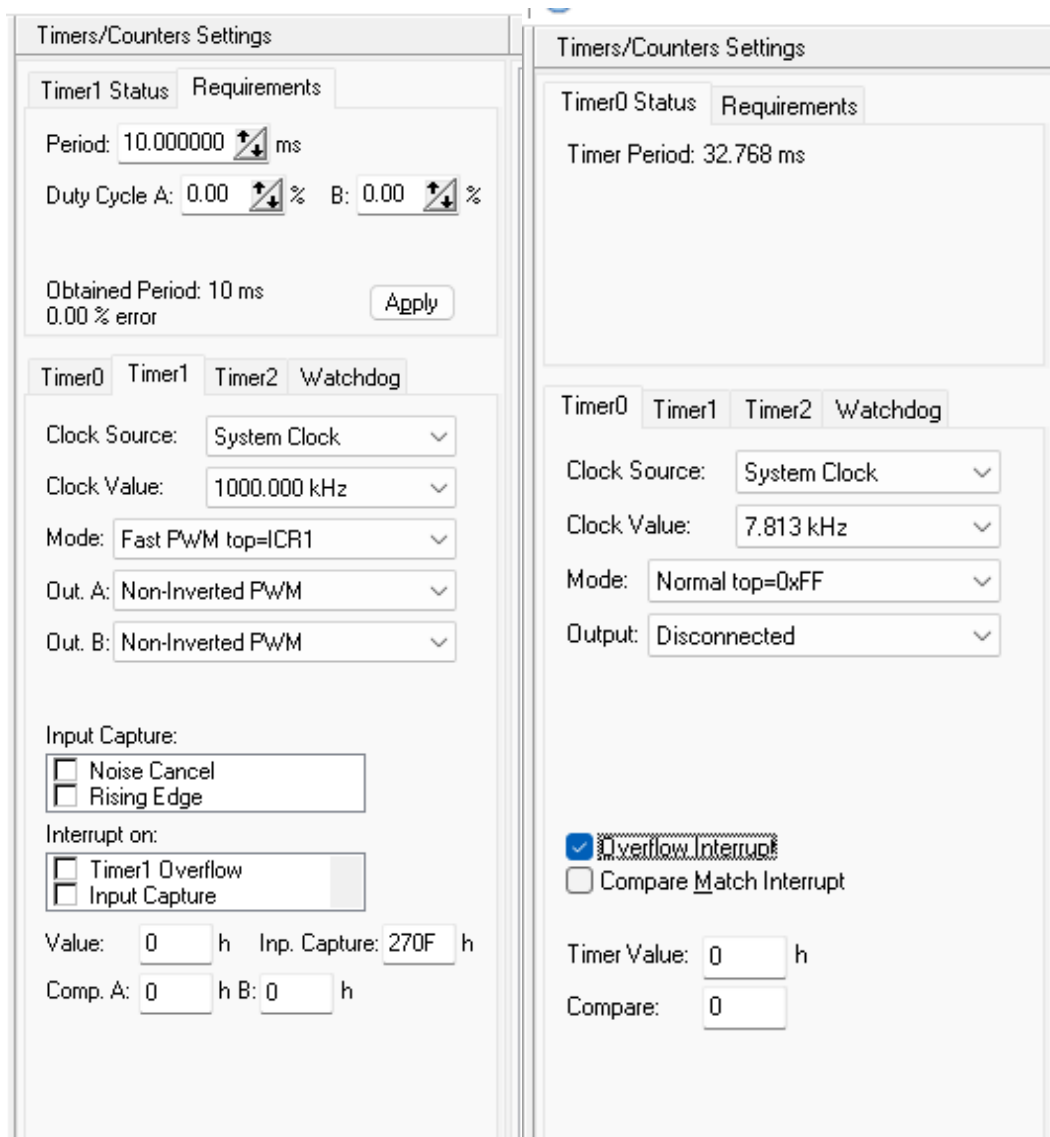 Timers/Counters Settings
Timer1 Status Requirements
Period: 10.000000 ms
Duty Cycle A: 0.00 % B: 0.00 %
Obtained Period: 10 ms
0.00 % error
Apply
Timer0 Timer1 Timer2 Watchdog
Clock Source: System Clock
Clock Value: 1000.000 kHz
Mode: Fast PWM top=ICR1
Out. A: Non-Inverted PWM
Out. B: Non-Inverted PWM
Input Capture:
Noise Cancel
Rising Edge
Interrupt on:
Timer1 Overflow
Input Capture
Value: 0 h Inp. Capture: 270F h
Comp. A: 0 h B: 0 h
Timers/Counters Settings
Timer0 Status Requirements
Timer Period: 32.768 ms
Timer0 Timer1 Timer2 Watchdog
Clock Source: System Clock
Clock Value: 7.813 kHz
Mode: Normal top=0xFF
Output: Disconnected
Overflow Interrupt
Compare Match Interrupt
Timer Value: 0 h
Compare: 0